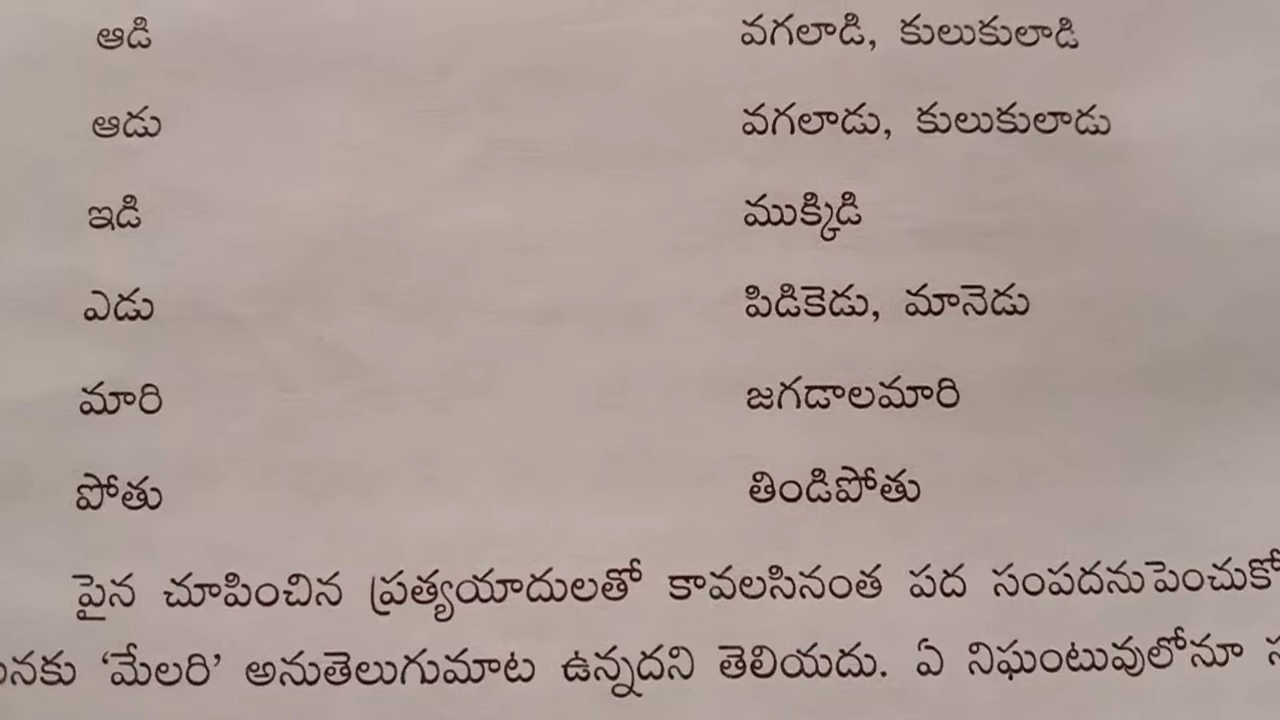 ఆడి వగలాడి, కులుకులాడి
ఆడు వగలాడు, కులుకులాడు
ఇడి ముక్కిడి
ఎడు పిడికెడు, మానెడు
మారి జగడాలమారి
పోతు తిండిపోతు
పైన చూపించిన ప్రత్యయాదులతో కావలసినంత పద సంపదనుపెంచుకో
‘మేలరి’ అనుతెలుగుమాట ఉన్నదని తెలియదు. ఏ నిఘంటువులోనూ